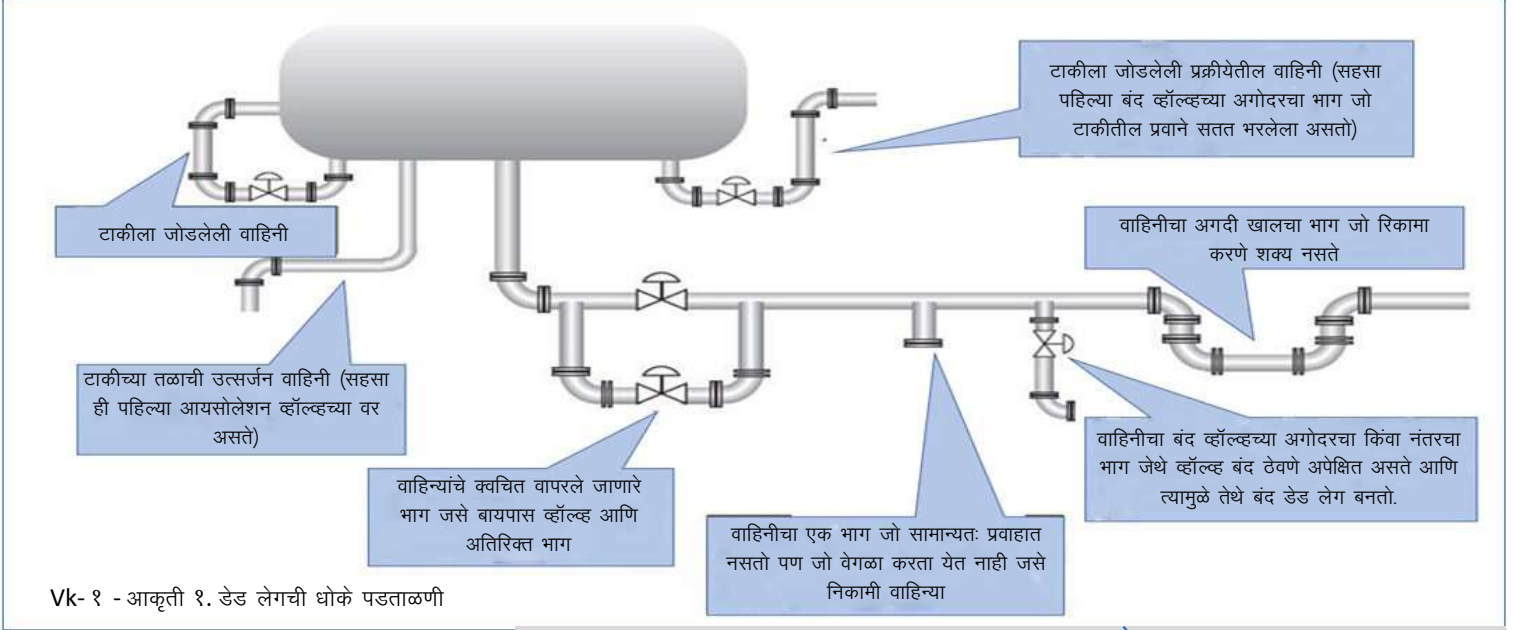 टाकीला जोडलेली प्रक्रीयेतील वाहिनी (सहसा
पहिल्या बंद व्हॉल्व्हच्या अगोदरचा भाग जो
टाकीतील प्रवाने सतत भरलेला असतो)
टाकीला जोडलेली वाहिनी
वाहिनीचा अगदी खालचा भाग जो रिकामा
करणे शक्य नसते
टाकीच्या तळाची उत्सर्जन वाहिनी (सहसा
ही पहिल्या आयसोलेशन व्हॉल्व्हच्या वर
असते)
वाहिनीचा बंद व्हॉल्व्हच्या अगोदरचा किंवा नंतरचा
भाग जेथे व्हॉल्व्ह बंद ठेवणे अपेक्षित असते आणि
त्यामुळे तेथे बंद डेड लेग बनतो.
वाहिन्यांचे क्वचित वापरले जाणारे
भाग जसे बायपास व्हॉल्व्ह आणि
अतिरिक्त भाग
वाहिनीचा एक भाग जो सामान्यतः प्रवाहात
नसतो पण जो वेगळा करता येत नाही जसे
निकामी वाहिन्या
Vk- १ - आकृती १. डेड लेगची धोके पडताळणी